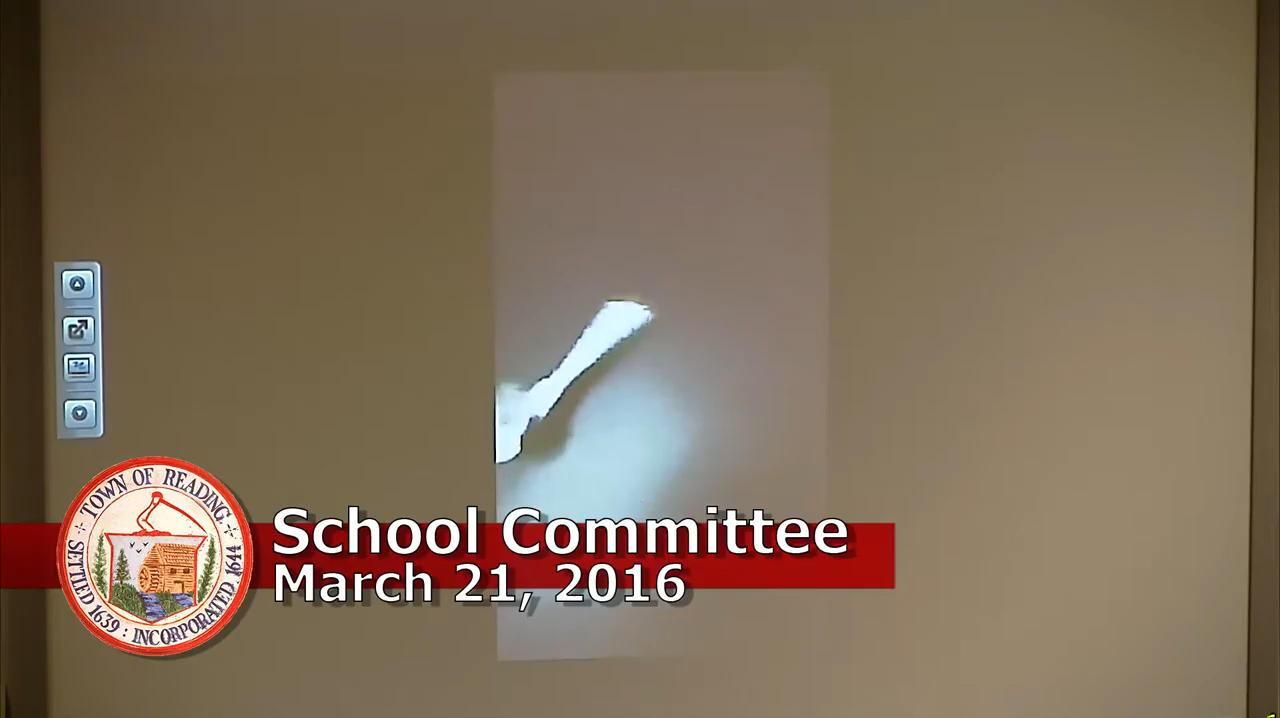 TOWN OF READING
SETTLED 1639 : INCORPORATED 1644
School Committee
March 21, 2016